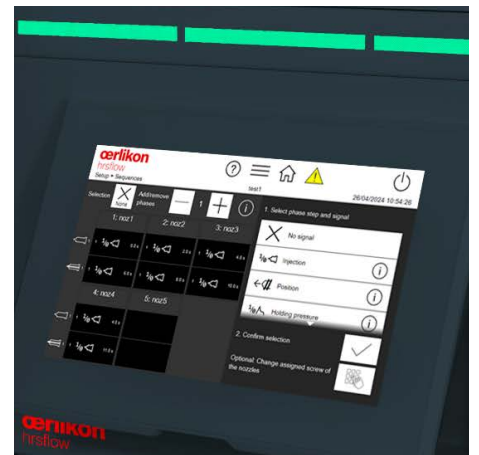 œrlikon
hrsflow
Setup • Sequences
test1
26/04/2024 10:54:26
Selection
None
Add/remove
phases
1
1: noz1
2: noz2
3: noz3
4: noz4
5: noz5
1. Select phase step and signal
No signal
Injection
Position
Holding pressure
2. Confirm selection
Optional: Change assigned screw of
the nozzles
œrlikon
hrsflow